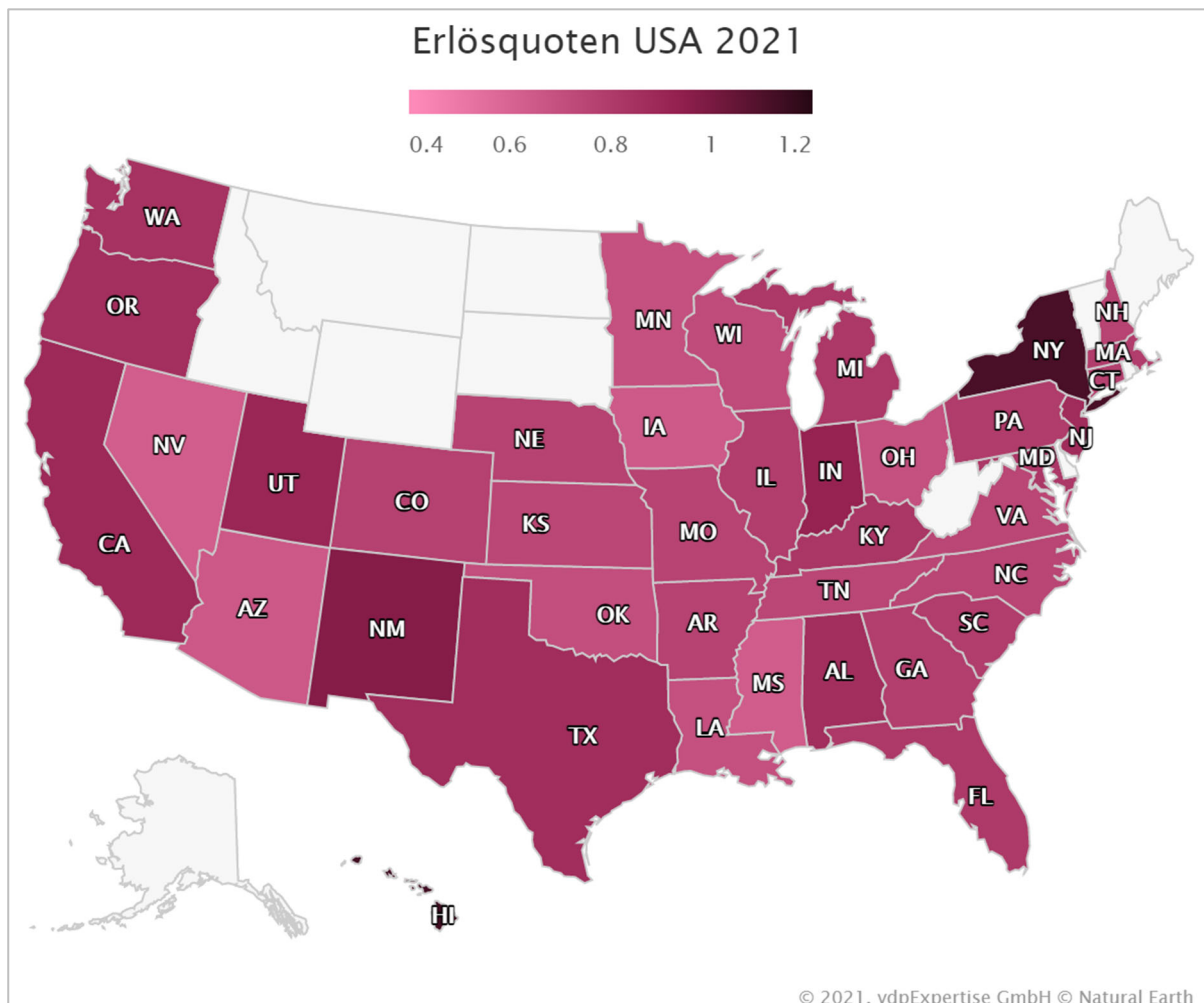 Erlösquoten USA 2021
0.4 0.6 0.8 1 1.2
WA
OR
MN
WI
NH
NY
MA
MI
CT
NV
NE
IA
PA
NJ
UT
CO
IL
IN
OH
MD
CA
KS
MO
KY
VA
AZ
NM
OK
AR
TN
NC
SC
MS
AL
GA
TX
LA
FL
HI
© 2021, vdpExpertise GmbH © Natural Earth